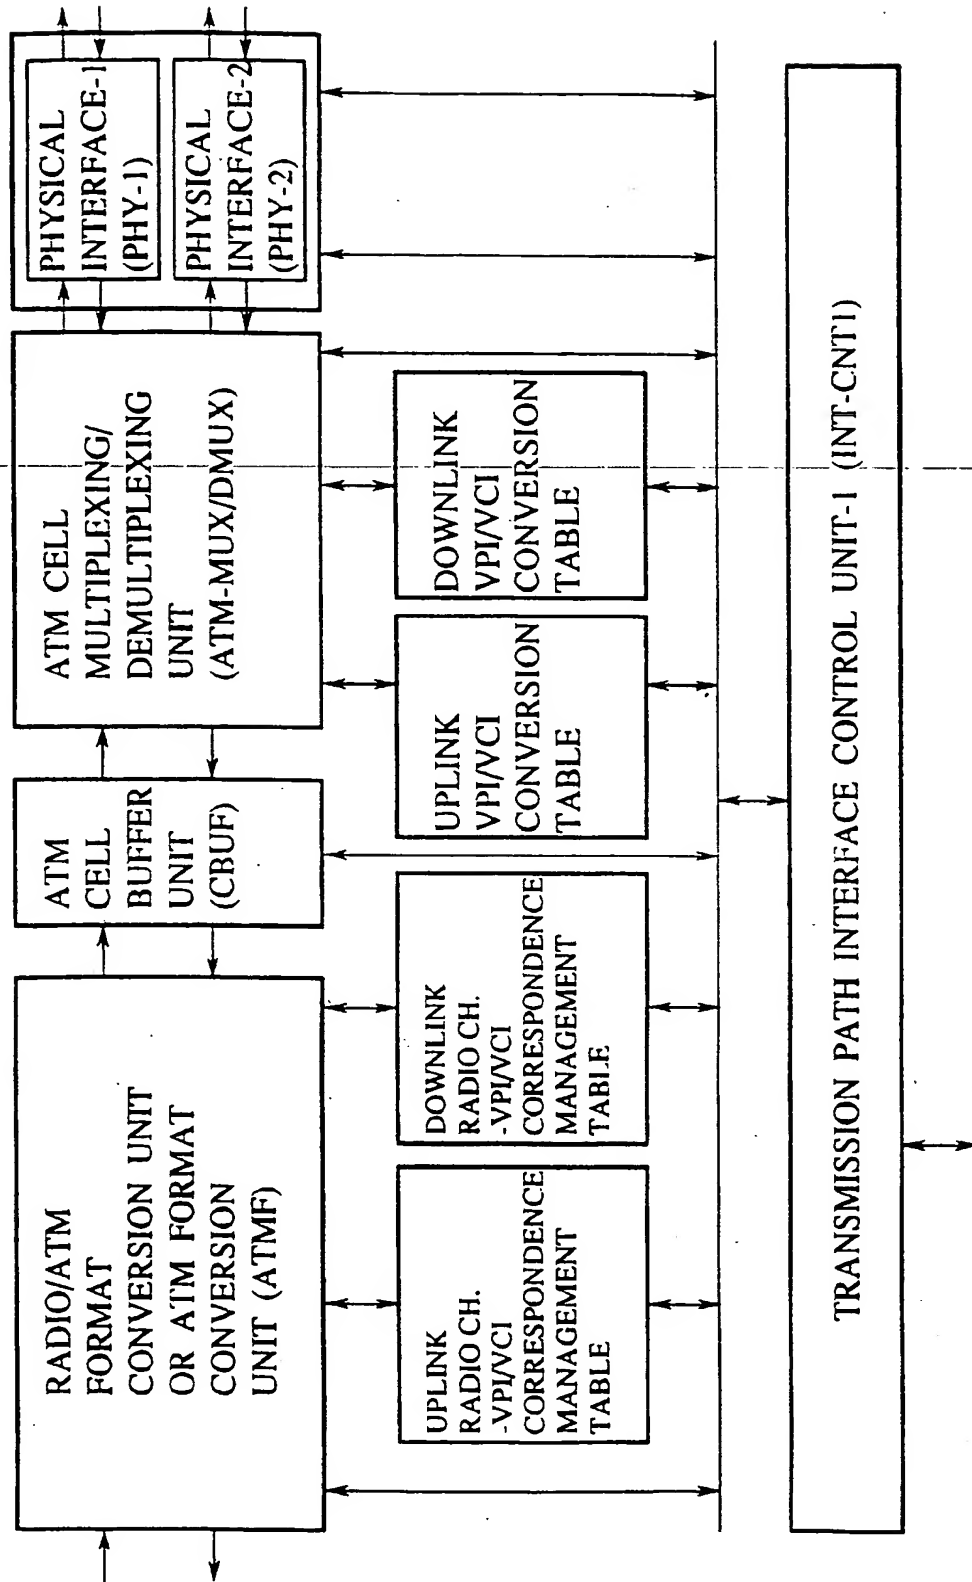 RADIO/ATM
FORMAT
CONVERSION UNIT
OR ATM FORMAT
CONVERSION
UNIT (ATMF)
ATM
CELL
BUFFER
UNIT
(CBUF)
ATM CELL
MULTIPLEXING/
DEMULTIPLEXING
UNIT
(ATM-MUX/DMUX)
PHYSICAL
INTERFACE-1
(PHY-1)
PHYSICAL
INTERFACE-2
(PHY-2)
UPLINK
RADIO CH.
-VPI/VCI
CORRESPONDENCE
MANAGEMENT
TABLE
DOWNLINK
RADIO CH.
-VPI/VCI
CORRESPONDENCE
MANAGEMENT
TABLE
UPLINK
VPI/VCI
CONVERSION
TABLE
DOWNLINK
VPI/VCI
CONVERSION
TABLE
TRANSMISSION PATH INTERFACE CONTROL UNIT-1 (INT-CNT1)